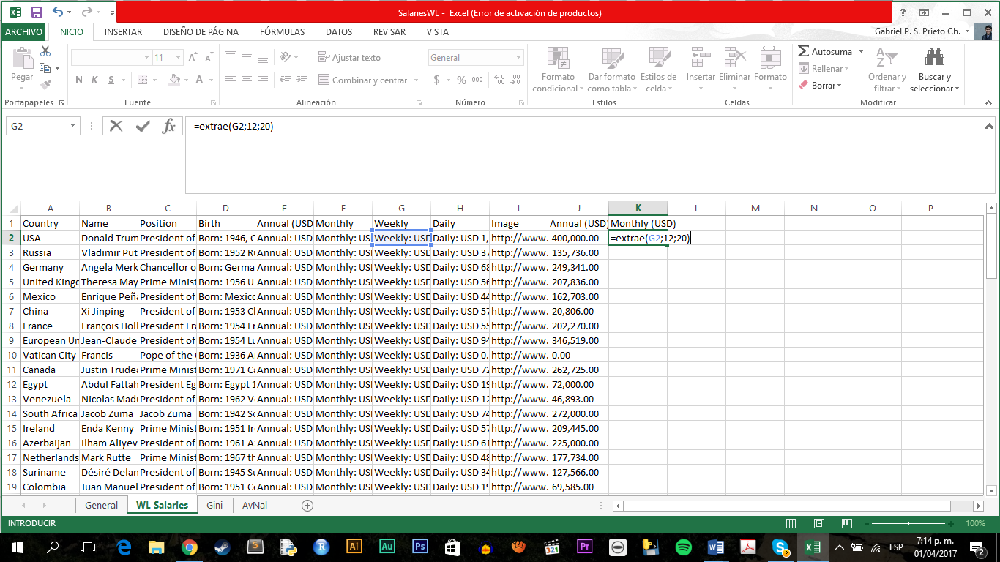 SalariesWL - Excel (Error de activación de productos)
ARCHIVO INICIO INSERTAR DISEÑO DE PÁGINA FÓRMULAS DATOS REVISAR VISTA Gabriel P. S. Prieto Ch.
Pegar
Portapapeles
11
N K S
Fuente
Ajustar texto
Combinar y centrar
Alineación
General
$ % 000
Número
Formato condicional
Dar formato como tabla
Estilos de celda
Estilos
Insertar Eliminar Formato
Celdas
Autosuma
Rellenar
Borrar
Ordenar y filtrar
Buscar y seleccionar
Modificar
G2 fx =extrae(G2;12;20)
A B C D E F G H I J K L M N O P
1 Country Name Position Birth Annual (USD Monthly Weekly Daily Image Annual (USD) Monthly (USD)
2 USA Donald Trum President of Born: 1946, C Annual: USD Monthly: US Weekly: USD Daily: USD 1, http://www. 400,000.00 =extrae(G2;12;20)
3 Russia Vladimir Put President of Born: 1952 Ru Annual: USD Monthly: US Weekly: USD Daily: USD 37 http://www. 135,736.00
4 Germany Angela Merk Chancellor o Born: Germa Annual: USD Monthly: US Weekly: USD Daily: USD 68 http://www. 249,341.00
5 United Kingd Theresa May Prime Minist Born: 1956 U Annual: USD Monthly: US Weekly: USD Daily: USD 56 http://www. 207,836.00
6 Mexico Enrique Peña President of Born: Mexico Annual: USD Monthly: US Weekly: USD Daily: USD 44 http://www. 162,703.00
7 China Xi Jinping President of Born: 1953 Cl Annual: USD Monthly: US Weekly: USD Daily: USD 57 http://www. 20,806.00
8 France François Holl President Fra Born: 1954 Fr Annual: USD Monthly: US Weekly: USD Daily: USD 55 http://www. 202,270.00
9 European Un Jean-Claude President of Born: 1954 Lu Annual: USD Monthly: US Weekly: USD Daily: USD 94 http://www. 346,519.00
10 Vatican City Francis Pope of the Born: 1936 A Annual: USD Monthly: US Weekly: USD Daily: USD 0. http://www. 0.00
11 Canada Justin Trudea Prime Minist Born: 1971 Ca Annual: USD Monthly: US Weekly: USD Daily: USD 72 http://www. 262,725.00
12 Egypt Abdul Fattah President Eg Born: Egypt 1 Annual: USD Monthly: US Weekly: USD Daily: USD 19 http://www. 72,000.00
13 Venezuela Nicolas Madu President of Born: 1962 V Annual: USD Monthly: US Weekly: USD Daily: USD 12 http://www. 46,893.00
14 South Africa Jacob Zuma Jacob Zuma Born: 1942 So Annual: USD Monthly: US Weekly: USD Daily: USD 74 http://www. 272,000.00
15 Ireland Enda Kenny Prime Minist Born: 1951 Ir Annual: USD Monthly: US Weekly: USD Daily: USD 57 http://www. 209,445.00
16 Azerbaijan Ilham Aliyev President of Born: 1961 A Annual: USD Monthly: US Weekly: USD Daily: USD 61 http://www. 225,000.00
17 Netherlands Mark Rutte Prime Minist Born: 1967 th Annual: USD Monthly: US Weekly: USD Daily: USD 48 http://www. 177,734.00
18 Suriname Désiré Delan President of Born: 1945 Su Annual: USD Monthly: US Weekly: USD Daily: USD 34 http://www. 127,566.00
19 Colombia Juan Manuel President of Born: 1951 Co Annual: USD Monthly: US Weekly: USD Daily: USD 19 http://www. 69,585.00
General WL Salaries Gini AvNal
INTRODUCIR 100%
ESP 7:14 p. m.
01/04/2017